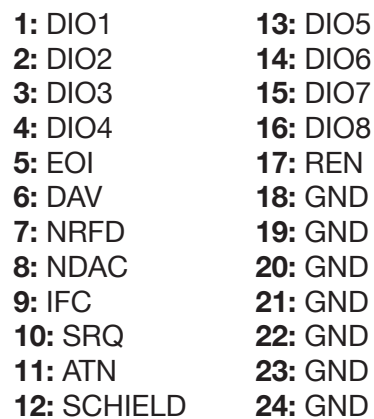 1: DIO1
2: DIO2
3: DIO3
4: DIO4
5: EOI
6: DAV
7: NRFD
8: NDAC
9: IFC
10: SRQ
11: ATN
12: SCHIELD
13: DIO5
14: DIO6
15: DIO7
16: DIO8
17: REN
18: GND
19: GND
20: GND
21: GND
22: GND
23: GND
24: GND